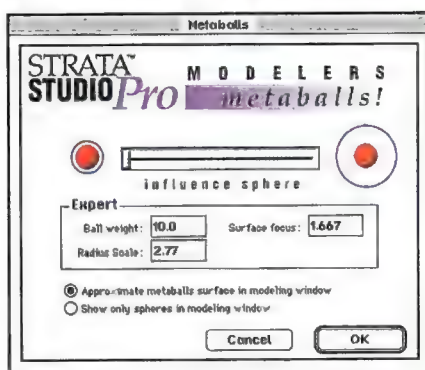 Metaballs
STRATA™
STUDIO Pro
MODELERS
metaballs!
influence sphere
Expert
Ball weight: 10.0
Surface focus: 1.667
Radius Scale: 2.77
Approximate metaballs surface in modeling window
Show only spheres in modeling window
Cancel
OK